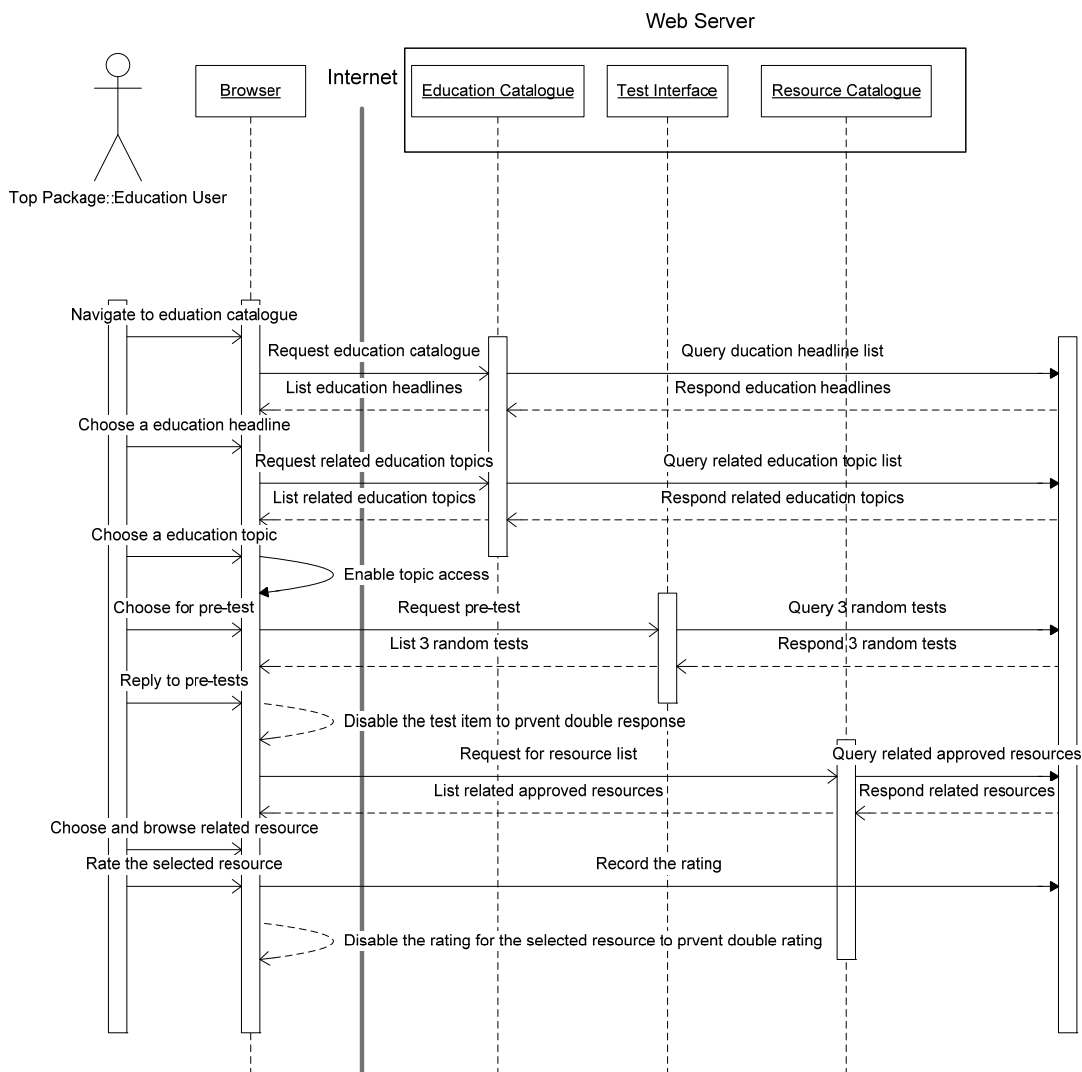 Web Server
Internet
Browser
Education Catalogue
Test Interface
Resource Catalogue
Top Package::Education User
Navigate to eduation catalogue
Request education catalogue
Query ducation headline list
List education headlines
Respond education headlines
Choose a education headline
Request related education topics
Query related education topic list
List related education topics
Respond related education topics
Choose a education topic
Enable topic access
Choose for pre-test
Request pre-test
Query 3 random tests
List 3 random tests
Respond 3 random tests
Reply to pre-tests
Disable the test item to prvent double response
Request for resource list
Query related approved resources
List related approved resources
Respond related resources
Choose and browse related resource
Rate the selected resource
Record the rating
Disable the rating for the selected resource to prvent double rating